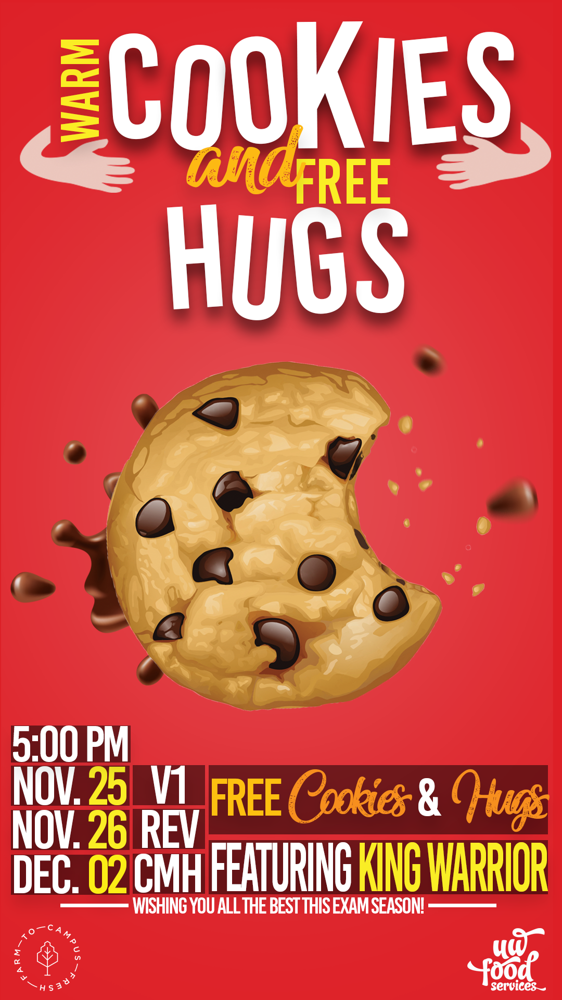 WARM COOKIES
and FREE
HUGS
5:00 PM
NOV. 25 V1
NOV. 26 REV
DEC. 02 CMH
FREE Cookies & Hugs
FEATURING KING WARRIOR
WISHING YOU ALL THE BEST THIS EXAM SEASON!
FARM—TO—CAMPUS—FRESH
uw
food
services